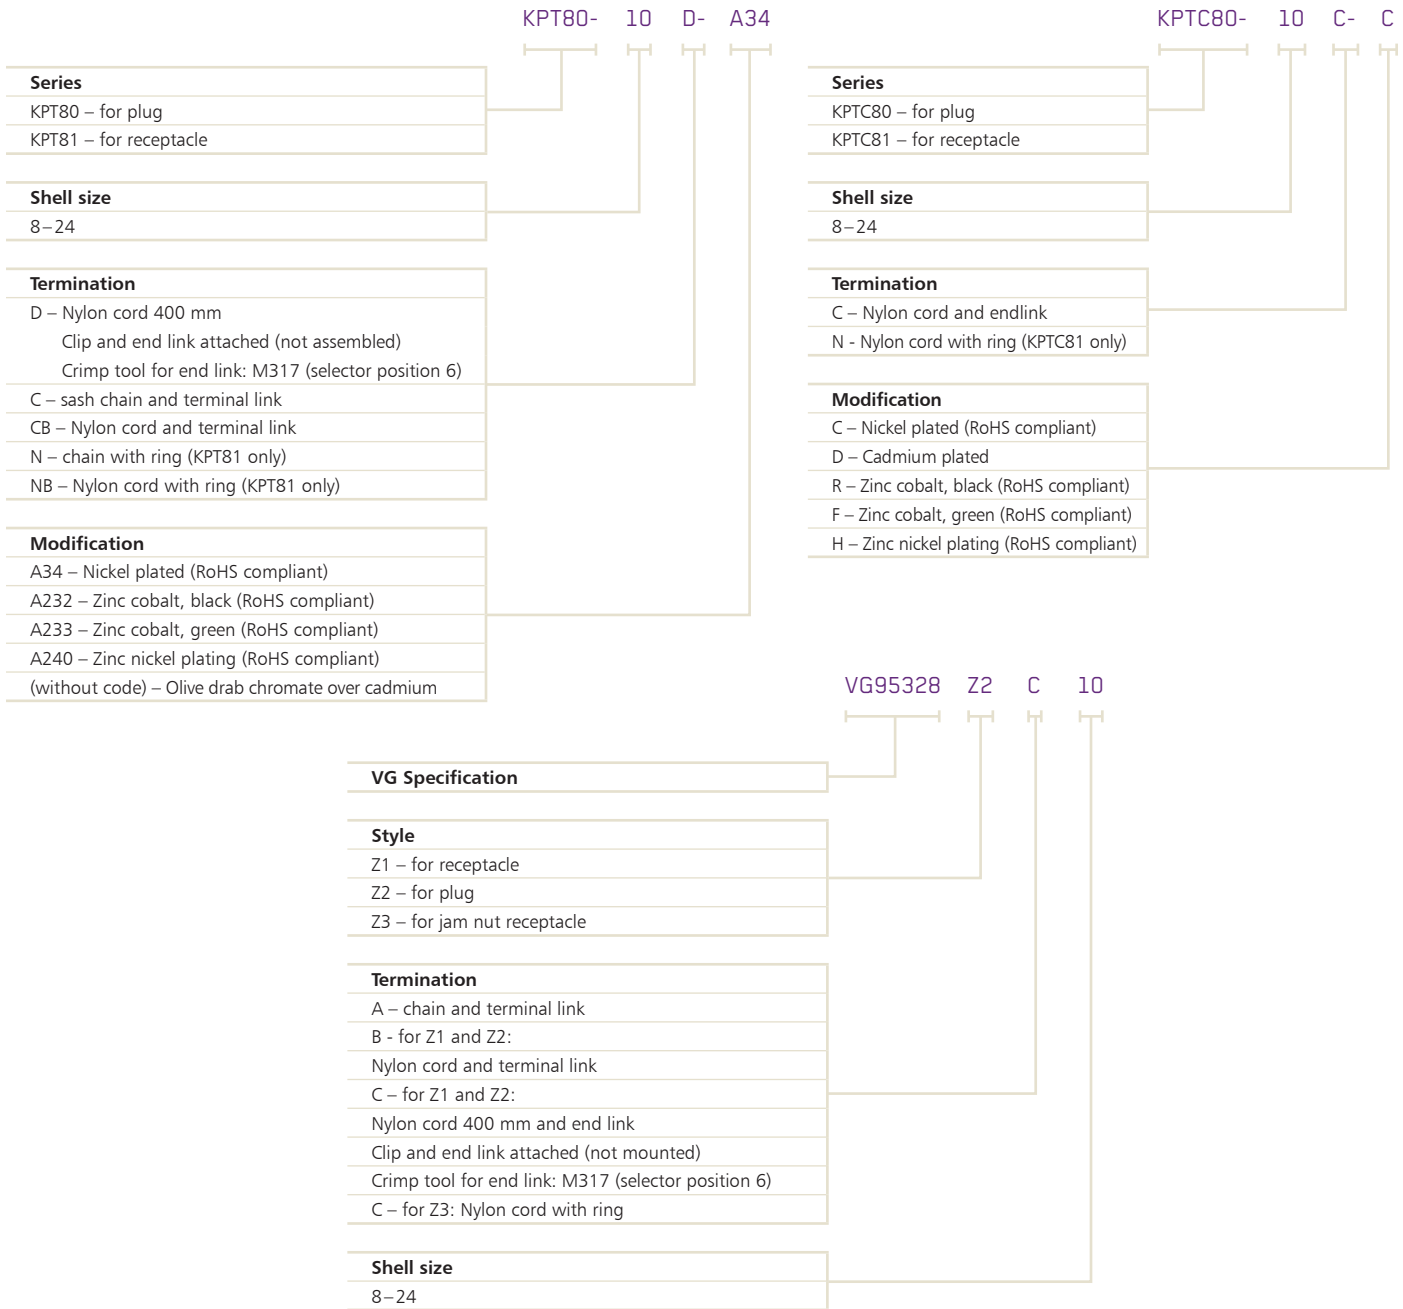 KPT80- 10 D- A34
Series
KPT80 – for plug
KPT81 – for receptacle
Shell size
8–24
Termination
D – Nylon cord 400 mm
Clip and end link attached (not assembled)
Crimp tool for end link: M317 (selector position 6)
C – sash chain and terminal link
CB – Nylon cord and terminal link
N – chain with ring (KPT81 only)
NB – Nylon cord with ring (KPT81 only)
Modification
A34 – Nickel plated (RoHS compliant)
A232 – Zinc cobalt, black (RoHS compliant)
A233 – Zinc cobalt, green (RoHS compliant)
A240 – Zinc nickel plating (RoHS compliant)
(without code) – Olive drab chromate over cadmium
KPTC80- 10 C- C
Series
KPTC80 – for plug
KPTC81 – for receptacle
Shell size
8–24
Termination
C – Nylon cord and endlink
N - Nylon cord with ring (KPTC81 only)
Modification
C – Nickel plated (RoHS compliant)
D – Cadmium plated
R – Zinc cobalt, black (RoHS compliant)
F – Zinc cobalt, green (RoHS compliant)
H – Zinc nickel plating (RoHS compliant)
VG95328 Z2 C 10
VG Specification
Style
Z1 – for receptacle
Z2 – for plug
Z3 – for jam nut receptacle
Termination
A – chain and terminal link
B - for Z1 and Z2:
Nylon cord and terminal link
C – for Z1 and Z2:
Nylon cord 400 mm and end link
Clip and end link attached (not mounted)
Crimp tool for end link: M317 (selector position 6)
C – for Z3: Nylon cord with ring
Shell size
8–24